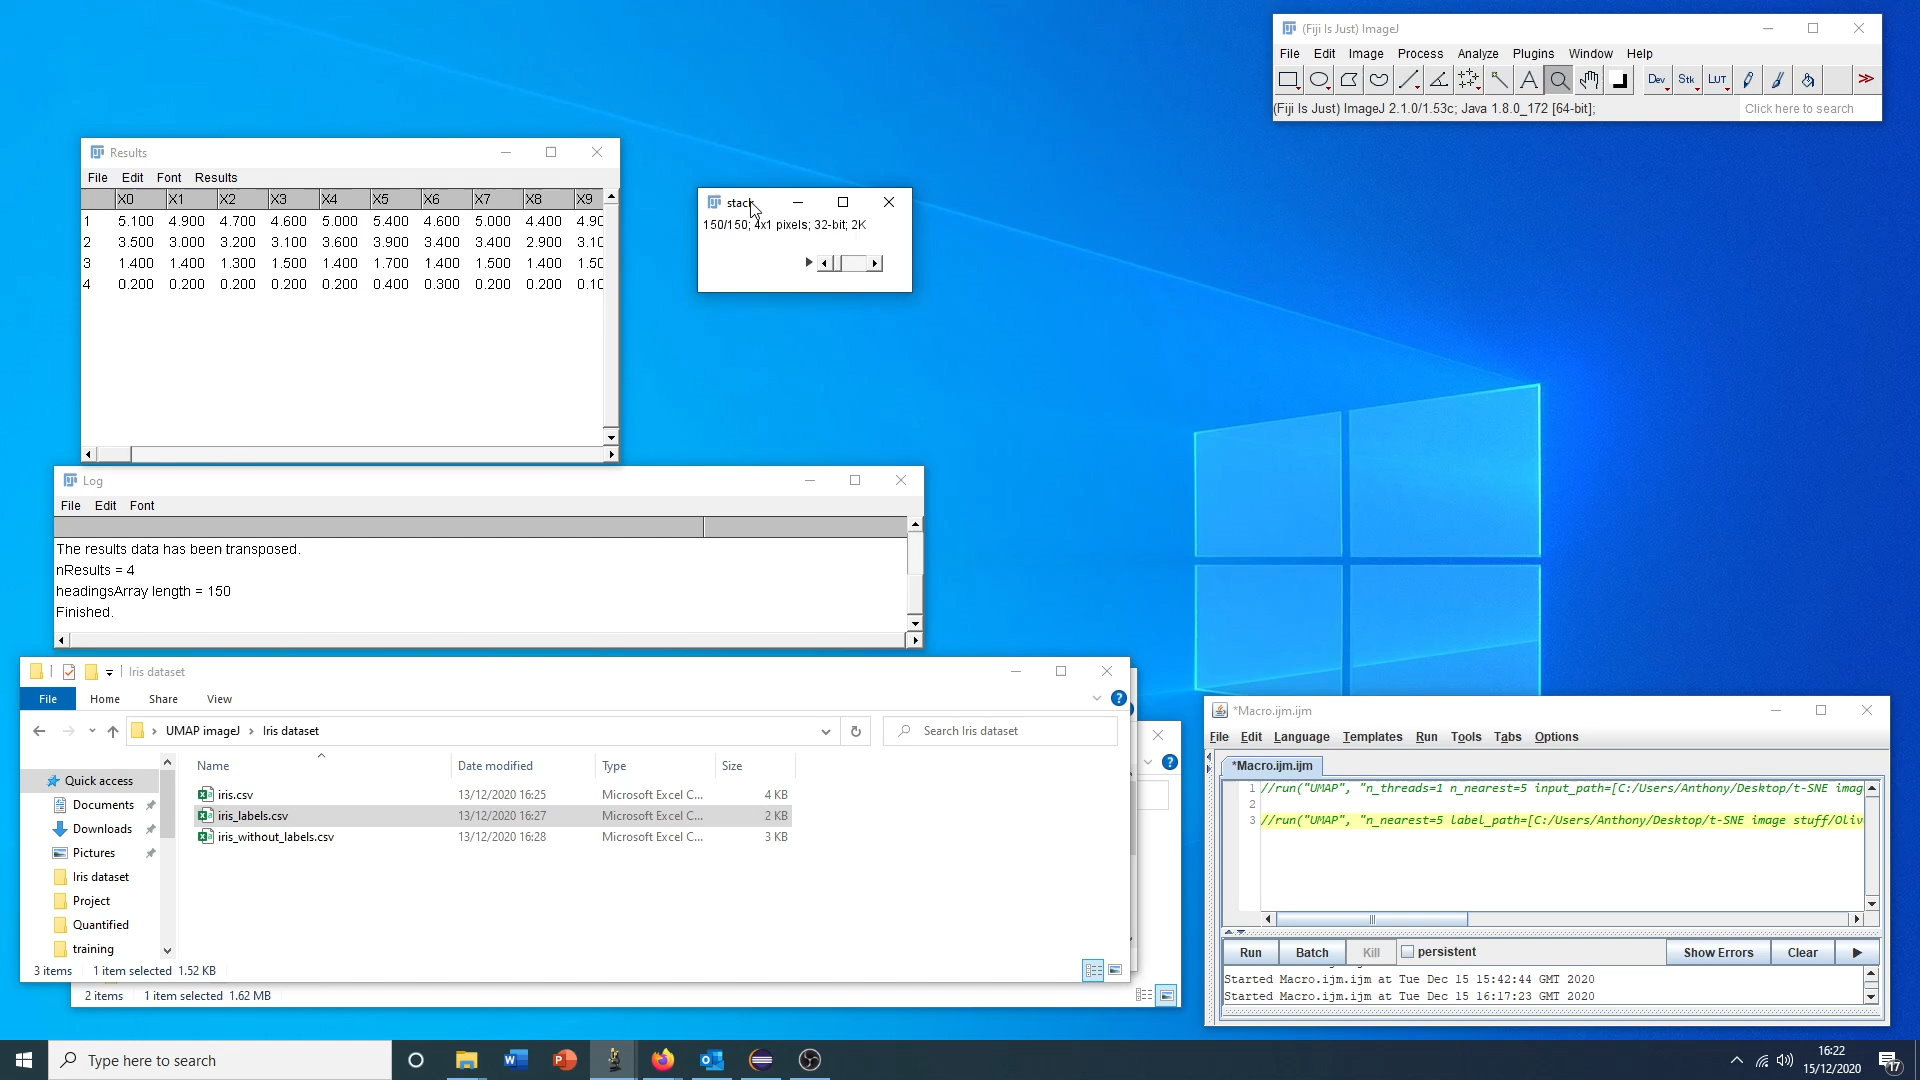 (Fiji Is Just) ImageJ
File Edit Image Process Analyze Plugins Window Help
Dev Stk LUT
(Fiji Is Just) ImageJ 2.1.0/1.53c; Java 1.8.0_172 [64-bit];
Click here to search
Results
File Edit Font Results
X0 X1 X2 X3 X4 X5 X6 X7 X8 X9
1 5.100 4.900 4.700 4.600 5.000 5.400 4.600 5.000 4.400 4.90
2 3.500 3.000 3.200 3.100 3.600 3.900 3.400 3.400 2.900 3.10
3 1.400 1.400 1.300 1.500 1.400 1.700 1.400 1.500 1.400 1.50
4 0.200 0.200 0.200 0.200 0.200 0.400 0.300 0.200 0.200 0.10
stack
150/150; 4x1 pixels; 32-bit; 2K
Log
File Edit Font
The results data has been transposed.
nResults = 4
headingsArray length = 150
Finished.
Iris dataset
File Home Share View
UMAP imageJ › Iris dataset
Search Iris dataset
Name Date modified Type Size
Quick access
Documents
Downloads
Pictures
Iris dataset
Project
Quantified
training
iris.csv 13/12/2020 16:25 Microsoft Excel C... 4 KB
iris_labels.csv 13/12/2020 16:27 Microsoft Excel C... 2 KB
iris_without_labels.csv 13/12/2020 16:28 Microsoft Excel C... 3 KB
3 items 1 item selected 1.52 KB
2 items 1 item selected 1.62 MB
*Macro.ijm.ijm
File Edit Language Templates Run Tools Tabs Options
*Macro.ijm.ijm
1 //run("UMAP", "n_threads=1 n_nearest=5 input_path=[C:/Users/Anthony/Desktop/t-SNE imag
2
3 //run("UMAP", "n_nearest=5 label_path=[C:/Users/Anthony/Desktop/t-SNE image stuff/Oliv
Run Batch Kill persistent Show Errors Clear
Started Macro.ijm.ijm at Tue Dec 15 15:42:44 GMT 2020
Started Macro.ijm.ijm at Tue Dec 15 16:17:23 GMT 2020
Type here to search
16:22
15/12/2020
17